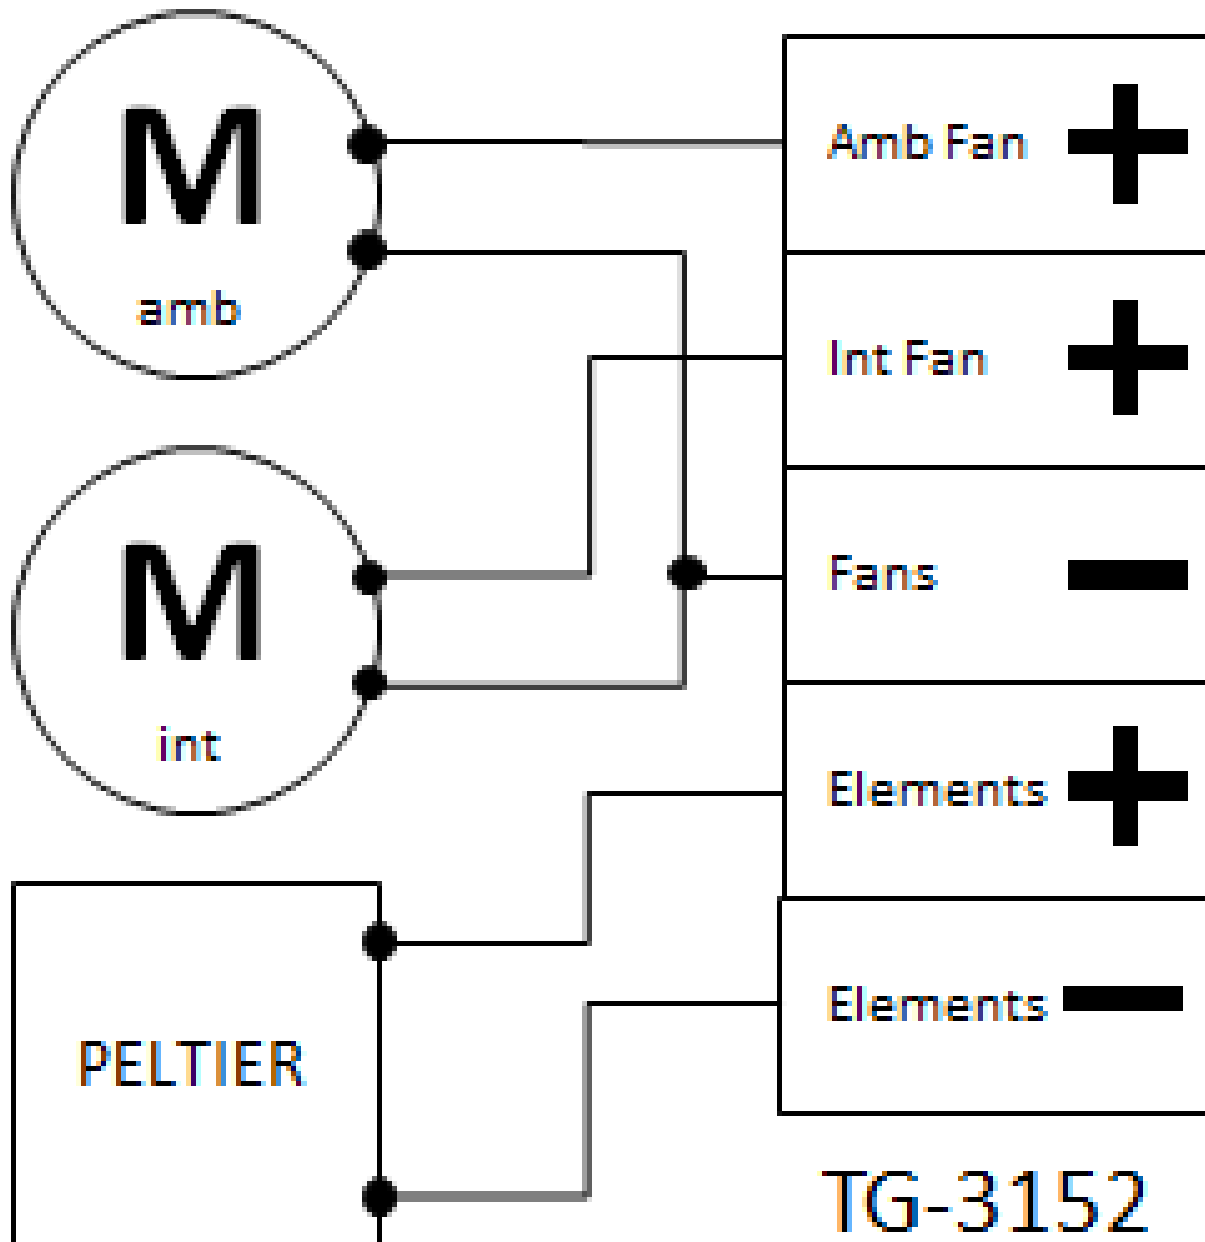 M
amb
M
int
PELTIER
Amb Fan +
Int Fan +
Fans −
Elements +
Elements −
TG-3152